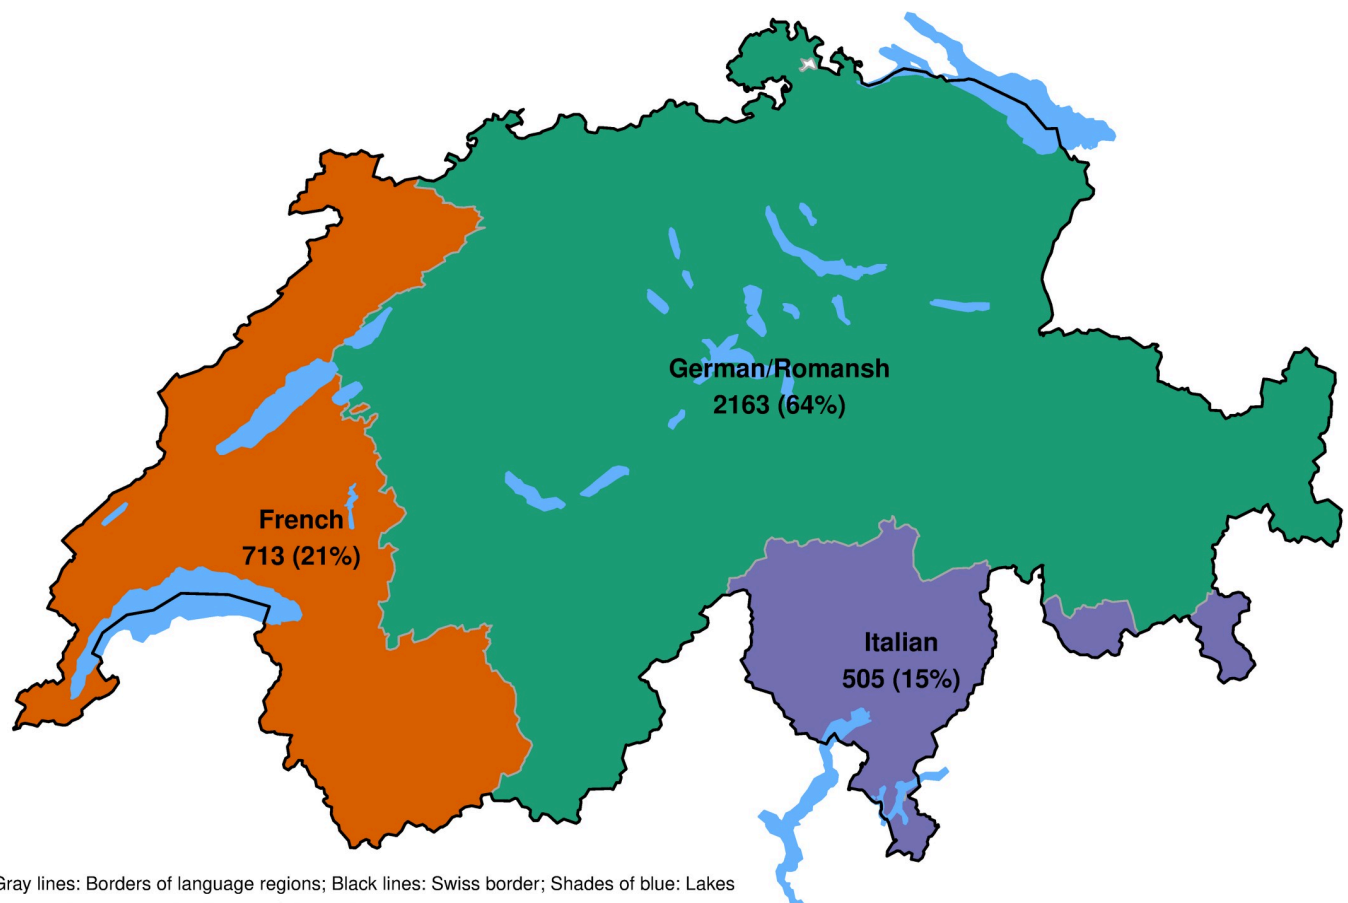 German/Romansh
2163 (64%)
French
713 (21%)
Italian
505 (15%)
Gray lines: Borders of language regions; Black lines: Swiss border; Shades of blue: Lakes